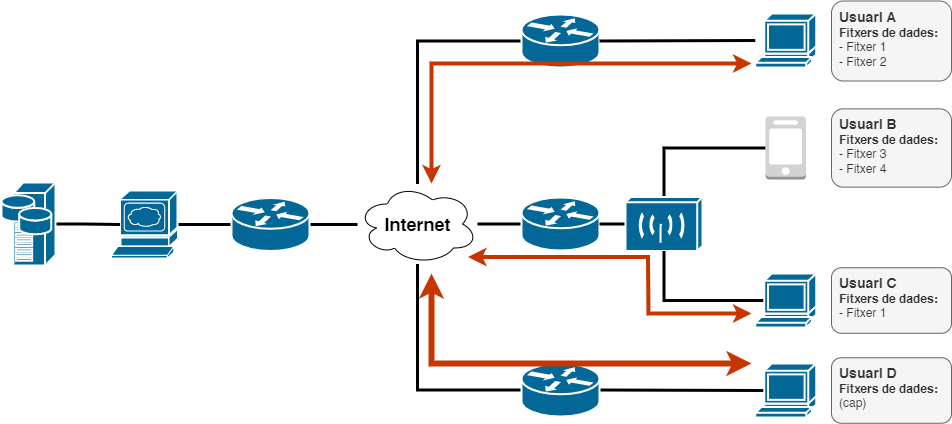 Usuari A
Fitxers de dades:
- Fitxer 1
- Fitxer 2
Usuari B
Fitxers de dades:
- Fitxer 3
- Fitxer 4
Internet
Usuari C
Fitxers de dades:
- Fitxer 1
Usuari D
Fitxers de dades:
(cap)